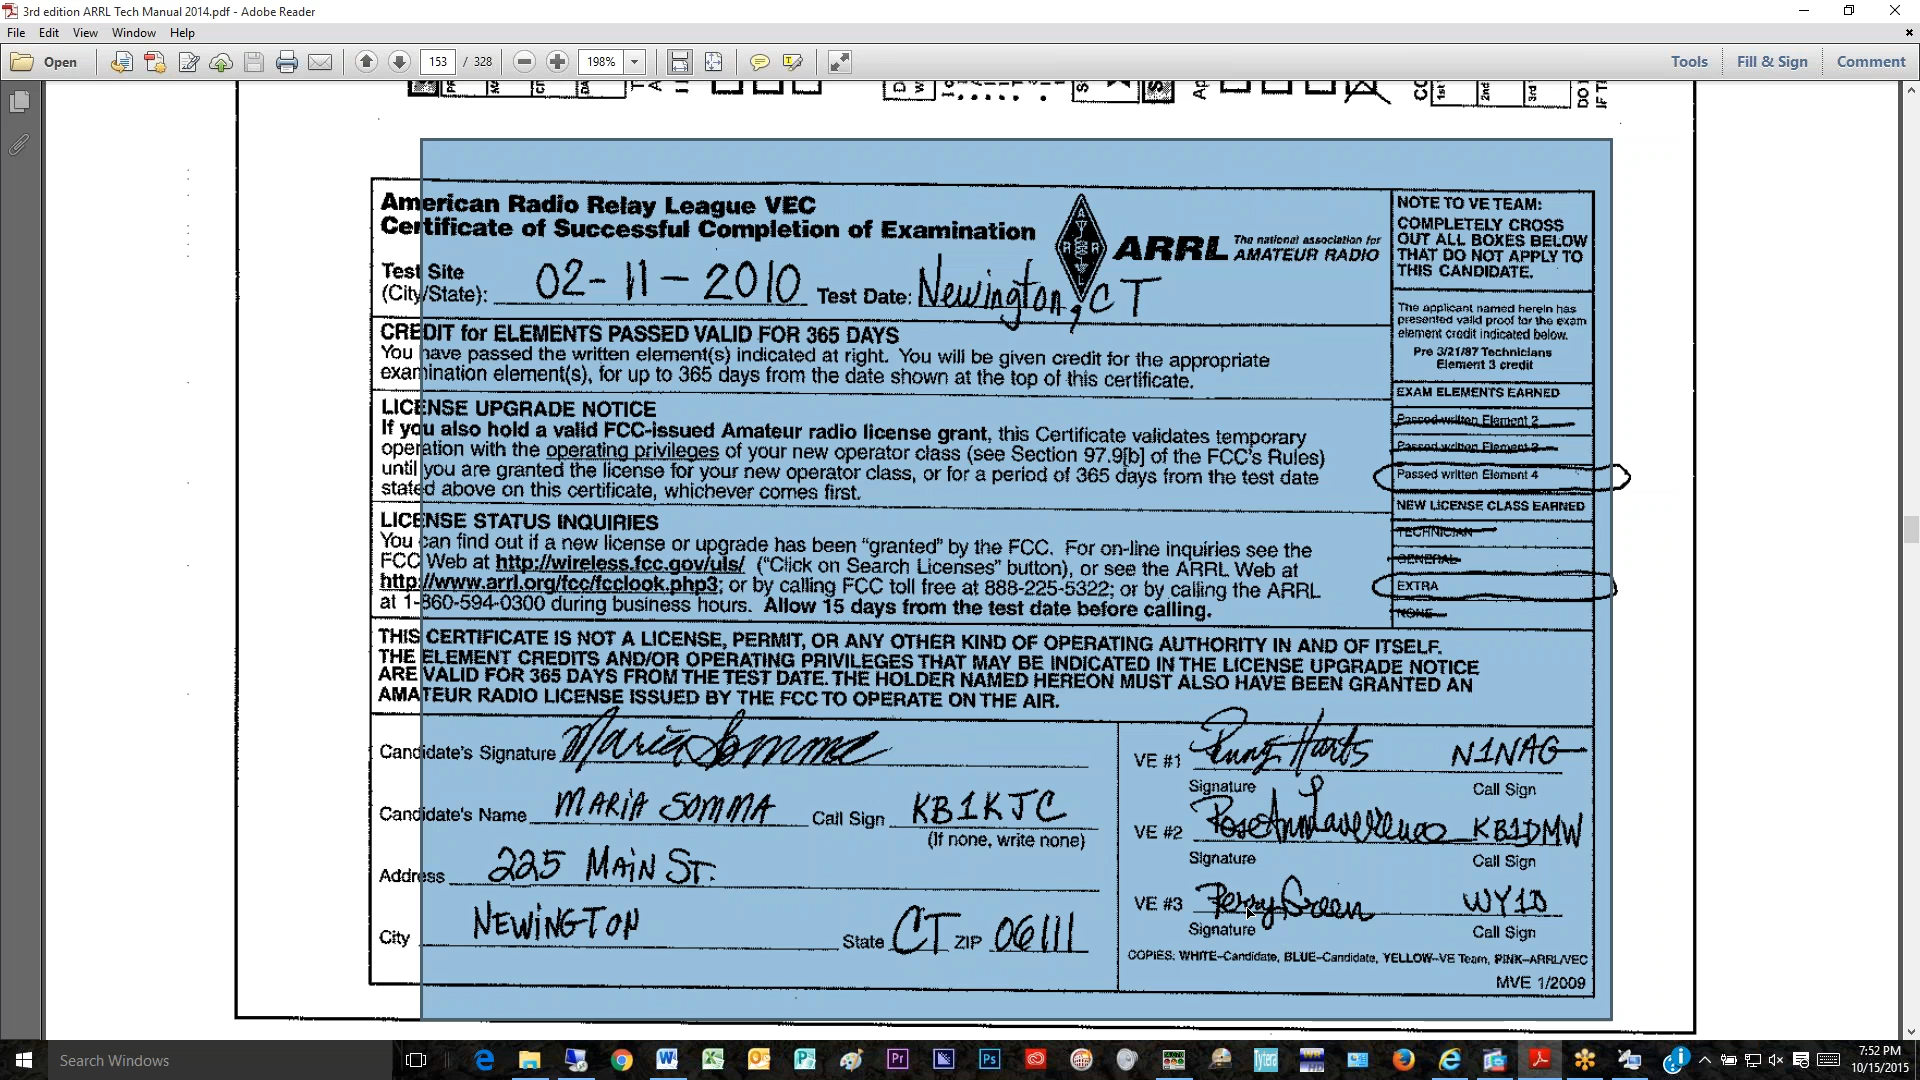 3rd edition ARRL Tech Manual 2014.pdf - Adobe Reader
File Edit View Window Help
Open 153 / 328 198% Tools Fill & Sign Comment
American Radio Relay League VEC
Certificate of Successful Completion of Examination
ARRL The national association for
AMATEUR RADIO
Test Site
(City/State): 02-11-2010 Test Date: Newington, CT
NOTE TO VE TEAM:
COMPLETELY CROSS
OUT ALL BOXES BELOW
THAT DO NOT APPLY TO
THIS CANDIDATE.
The applicant named herein has
presented valid proof for the exam
element credit indicated below.
Pre 3/21/87 Technicians
Element 3 credit
EXAM ELEMENTS EARNED
Passed written Element 2
Passed written Element 3
Passed written Element 4
NEW LICENSE CLASS EARNED
TECHNICIAN
GENERAL
EXTRA
NONE
CREDIT for ELEMENTS PASSED VALID FOR 365 DAYS
You have passed the written element(s) indicated at right. You will be given credit for the appropriate
examination element(s), for up to 365 days from the date shown at the top of this certificate.
LICENSE UPGRADE NOTICE
If you also hold a valid FCC-issued Amateur radio license grant, this Certificate validates temporary
operation with the operating privileges of your new operator class (see Section 97.9[b] of the FCC's Rules)
until you are granted the license for your new operator class, or for a period of 365 days from the test date
stated above on this certificate, whichever comes first.
LICENSE STATUS INQUIRIES
You can find out if a new license or upgrade has been "granted" by the FCC. For on-line inquiries see the
FCC Web at http://wireless.fcc.gov/uls/ ("Click on Search Licenses" button), or see the ARRL Web at
http://www.arrl.org/fcc/fcclook.php3; or by calling FCC toll free at 888-225-5322; or by calling the ARRL
at 1-860-594-0300 during business hours. Allow 15 days from the test date before calling.
THIS CERTIFICATE IS NOT A LICENSE, PERMIT, OR ANY OTHER KIND OF OPERATING AUTHORITY IN AND OF ITSELF.
THE ELEMENT CREDITS AND/OR OPERATING PRIVILEGES THAT MAY BE INDICATED IN THE LICENSE UPGRADE NOTICE
ARE VALID FOR 365 DAYS FROM THE TEST DATE. THE HOLDER NAMED HEREON MUST ALSO HAVE BEEN GRANTED AN
AMATEUR RADIO LICENSE ISSUED BY THE FCC TO OPERATE ON THE AIR.
Candidate's Signature Maria Somma
Candidate's Name MARIA SOMMA Call Sign KB1KJC
(If none, write none)
Address 225 MAIN ST.
City NEWINGTON State CT ZIP 06111
VE #1 Penny Harts N1NAG
Signature Call Sign
VE #2 Rose Ann Lawrence KB1DMW
Signature Call Sign
VE #3 Perry Green WY1O
Signature Call Sign
COPIES: WHITE–Candidate, BLUE–Candidate, YELLOW–VE Team, PINK–ARRL/VEC
MVE 1/2009
Search Windows
7:52 PM
10/15/2015